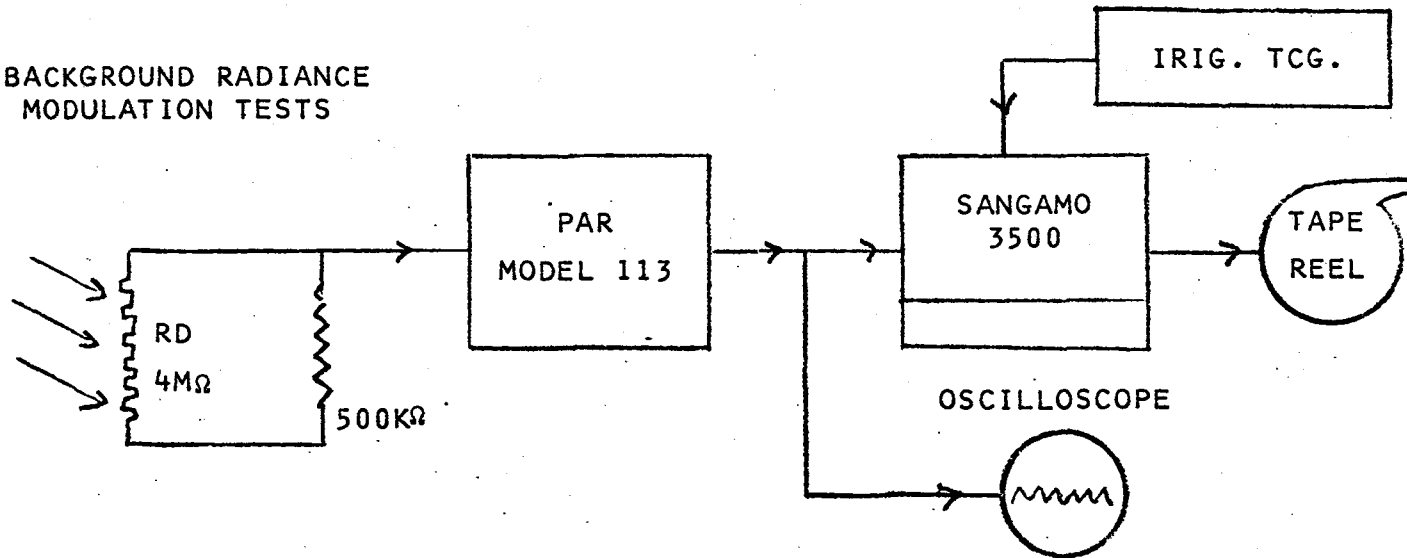 BACKGROUND RADIANCE
MODULATION TESTS
IRIG. TCG.
PAR
MODEL 113
SANGAMO
3500
TAPE
REEL
RD
4MΩ
500KΩ
OSCILLOSCOPE